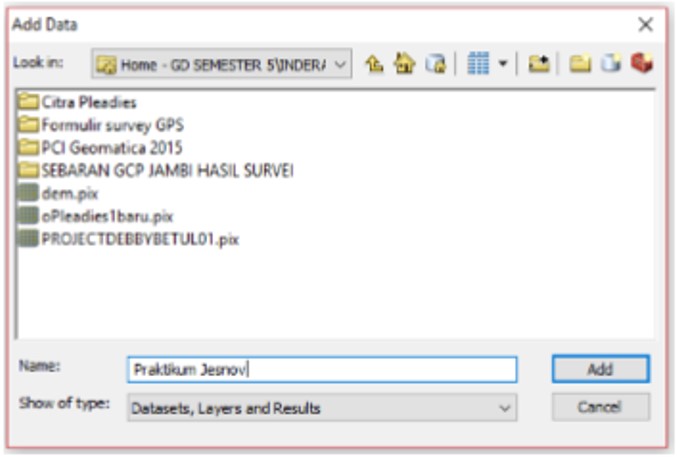 Add Data
Look in: Home - GD SEMESTER 5\INDERA
Citra Pleadies
Formulir survey GPS
PCI Geomatica 2015
SEBARAN GCP JAMBI HASIL SURVEI
dem.pix
oPleadies1baru.pix
PROJECTDEBBYBETUL01.pix
Name: Praktikum Jesnov Add
Show of type: Datasets, Layers and Results Cancel